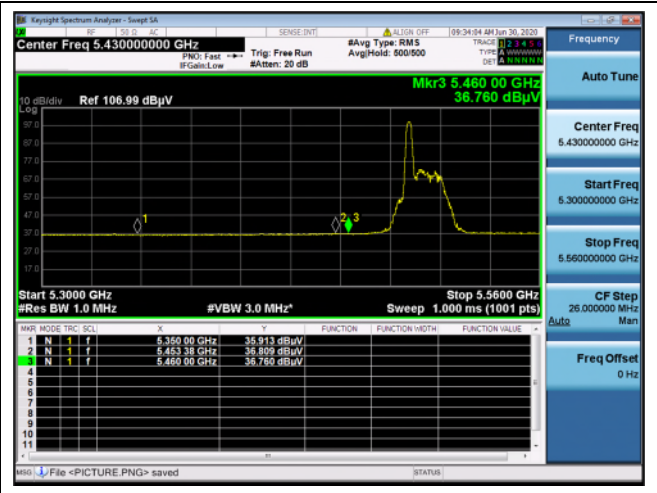 Keysight Spectrum Analyzer - Swept SA
RF 50 Ω AC SENSE:INT ALIGN OFF 09:34:04 AM Jun 30, 2020
Center Freq 5.430000000 GHz #Avg Type: RMS TRACE 1 2 3 4 5 6
PNO: Fast Trig: Free Run Avg|Hold: 500/500 TYPE A WWWWW
IFGain:Low #Atten: 20 dB DET A N N N N N
Mkr3 5.460 00 GHz
10 dB/div Ref 106.99 dBµV 36.760 dBµV
Log
97.0
87.0
77.0
67.0
57.0
47.0
37.0
27.0
17.0
1
2 3
Start 5.3000 GHz Stop 5.5600 GHz
#Res BW 1.0 MHz #VBW 3.0 MHz* Sweep 1.000 ms (1001 pts)
MKR MODE TRC SCL X Y FUNCTION FUNCTION WIDTH FUNCTION VALUE
1 N 1 f 5.350 00 GHz 35.913 dBµV
2 N 1 f 5.453 38 GHz 36.809 dBµV
3 N 1 f 5.460 00 GHz 36.760 dBµV
4
5
6
7
8
9
10
11
MSG File <PICTURE.PNG> saved STATUS
Frequency
Auto Tune
Center Freq
5.430000000 GHz
Start Freq
5.300000000 GHz
Stop Freq
5.560000000 GHz
CF Step
26.000000 MHz
Auto Man
Freq Offset
0 Hz